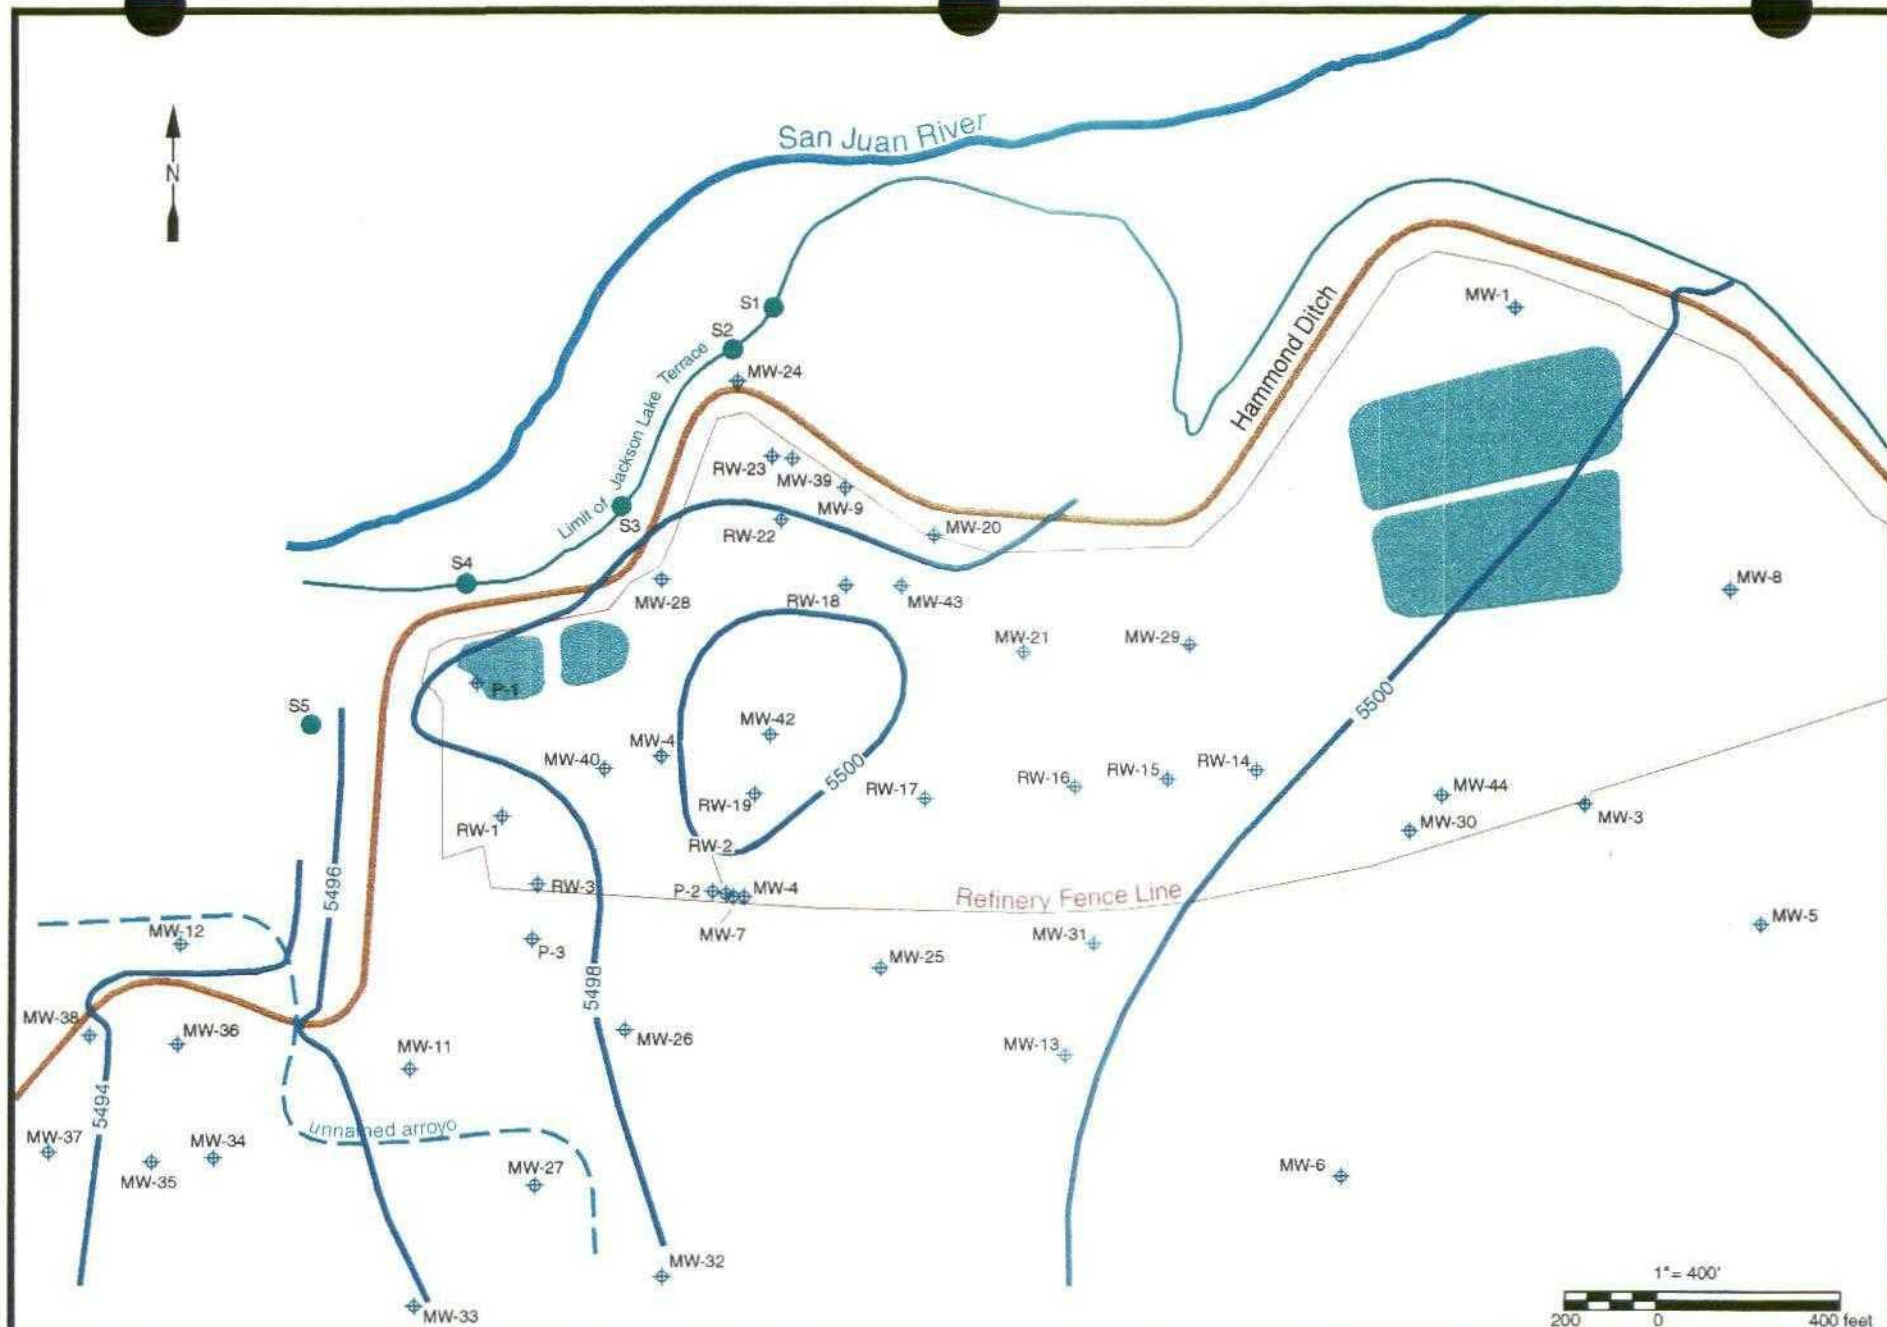 San Juan River
N
MW-1
S1
S2
Limit of Jackson Lake Terrace
MW-24
Hammond Ditch
RW-23
MW-39
MW-9
S3
RW-22
MW-20
S4
MW-28
RW-18
MW-43
MW-8
MW-21
MW-29
P-1
5500
S5
MW-42
MW-4
MW-40
5500
RW-19
RW-17
RW-16
RW-15
RW-14
MW-44
MW-3
MW-30
RW-1
RW-2
5496
RW-3
P-2
MW-4
Refinery Fence Line
MW-5
MW-12
MW-7
MW-31
P-3
MW-25
5498
MW-38
MW-36
MW-26
MW-11
MW-13
5494
unnamed arroyo
MW-37
MW-34
MW-35
MW-27
MW-6
MW-32
MW-33
1"= 400'
200 0 400 feet